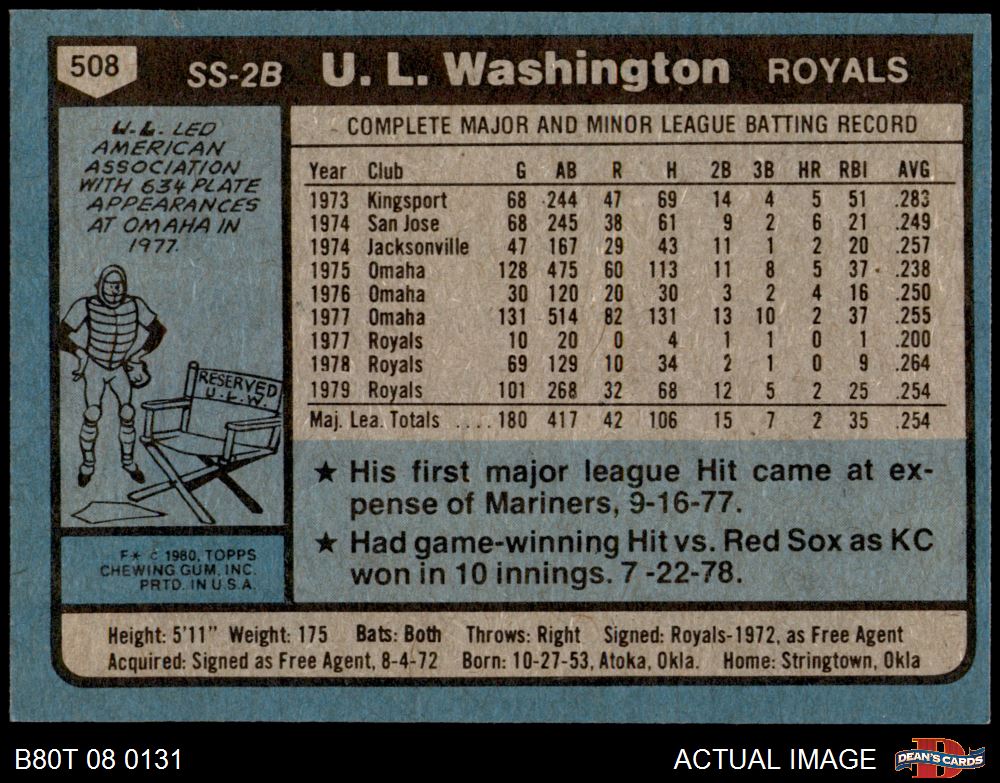 508 SS-2B U. L. Washington ROYALS
U.L. LED
AMERICAN
ASSOCIATION
WITH 634 PLATE
APPEARANCES
AT OMAHA IN
1977.
RESERVED
U.L.W.
F* © 1980, TOPPS
CHEWING GUM, INC.
PRTD. IN U.S.A.
COMPLETE MAJOR AND MINOR LEAGUE BATTING RECORD
Year Club G AB R H 2B 3B HR RBI AVG
1973 Kingsport 68 244 47 69 14 4 5 51 .283
1974 San Jose 68 245 38 61 9 2 6 21 .249
1974 Jacksonville 47 167 29 43 11 1 2 20 .257
1975 Omaha 128 475 60 113 11 8 5 37 .238
1976 Omaha 30 120 20 30 3 2 4 16 .250
1977 Omaha 131 514 82 131 13 10 2 37 .255
1977 Royals 10 20 0 4 1 1 0 1 .200
1978 Royals 69 129 10 34 2 1 0 9 .264
1979 Royals 101 268 32 68 12 5 2 25 .254
Maj. Lea. Totals .... 180 417 42 106 15 7 2 35 .254
★ His first major league Hit came at ex-
pense of Mariners, 9-16-77.
★ Had game-winning Hit vs. Red Sox as KC
won in 10 innings. 7 -22-78.
Height: 5'11" Weight: 175 Bats: Both Throws: Right Signed: Royals-1972, as Free Agent
Acquired: Signed as Free Agent, 8-4-72 Born: 10-27-53, Atoka, Okla. Home: Stringtown, Okla
B80T 08 0131 ACTUAL IMAGE D DEAN'S CARDS